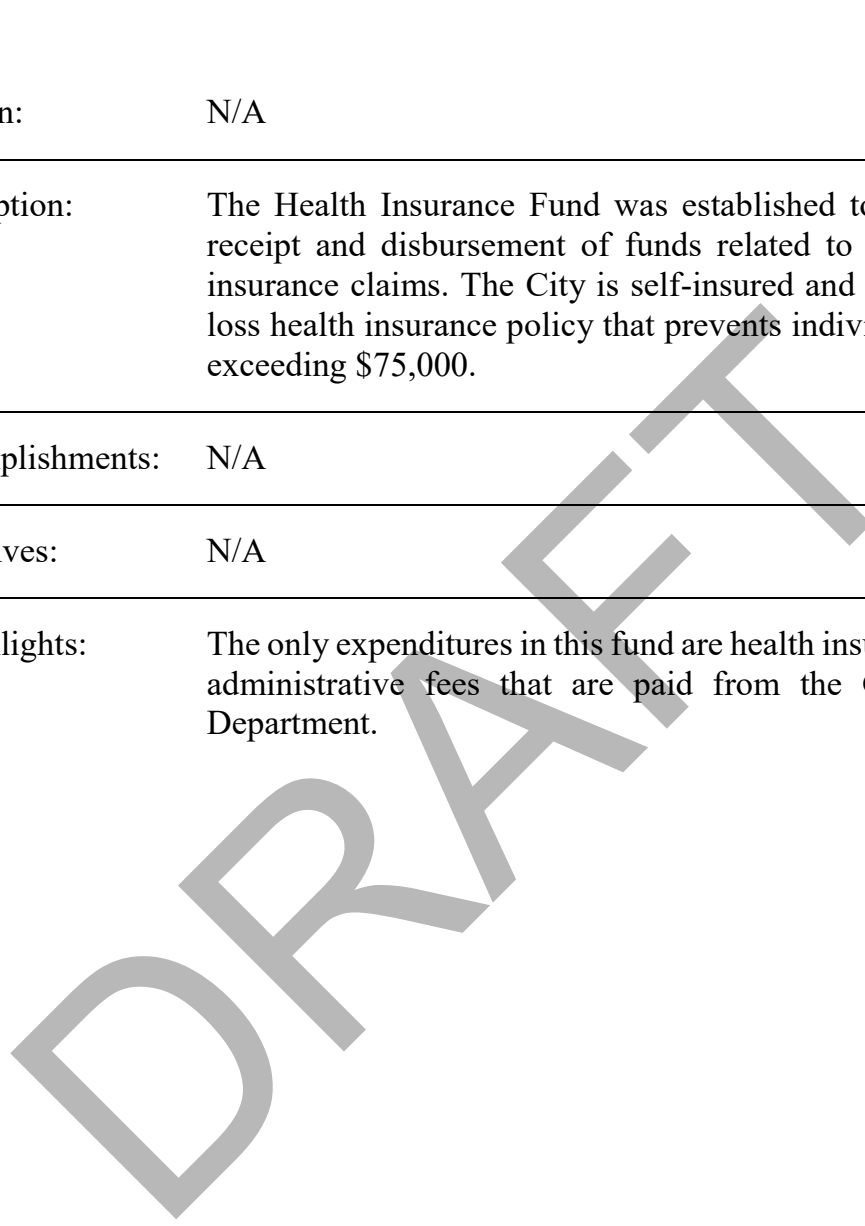 n: N/A
ption: The Health Insurance Fund was established to
receipt and disbursement of funds related to
insurance claims. The City is self-insured and
loss health insurance policy that prevents indivi
exceeding $75,000.
plishments: N/A
ves: N/A
lights: The only expenditures in this fund are health insu
administrative fees that are paid from the
Department.
DRAFT